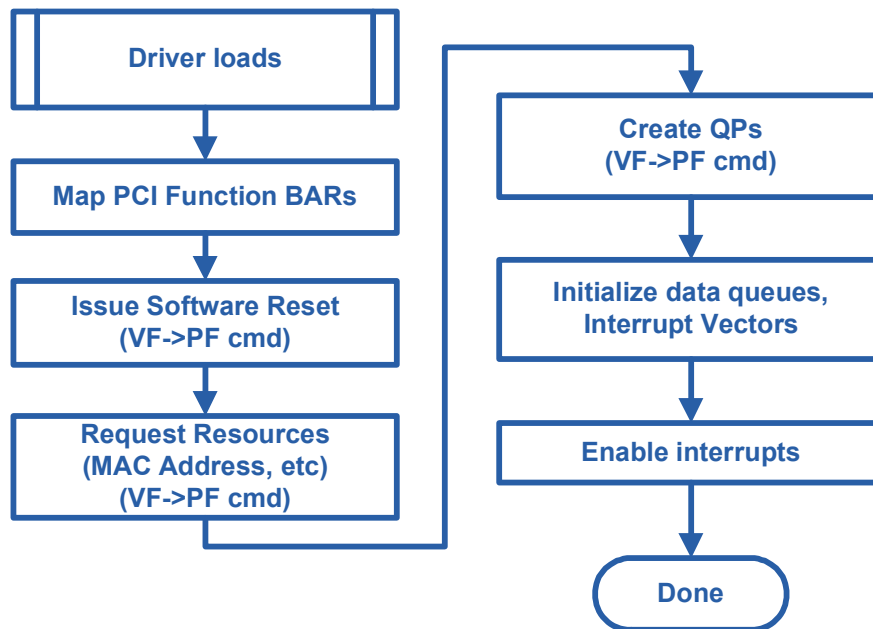 Driver loads
Map PCI Function BARs
Issue Software Reset
(VF->PF cmd)
Request Resources
(MAC Address, etc)
(VF->PF cmd)
Create QPs
(VF->PF cmd)
Initialize data queues,
Interrupt Vectors
Enable interrupts
Done